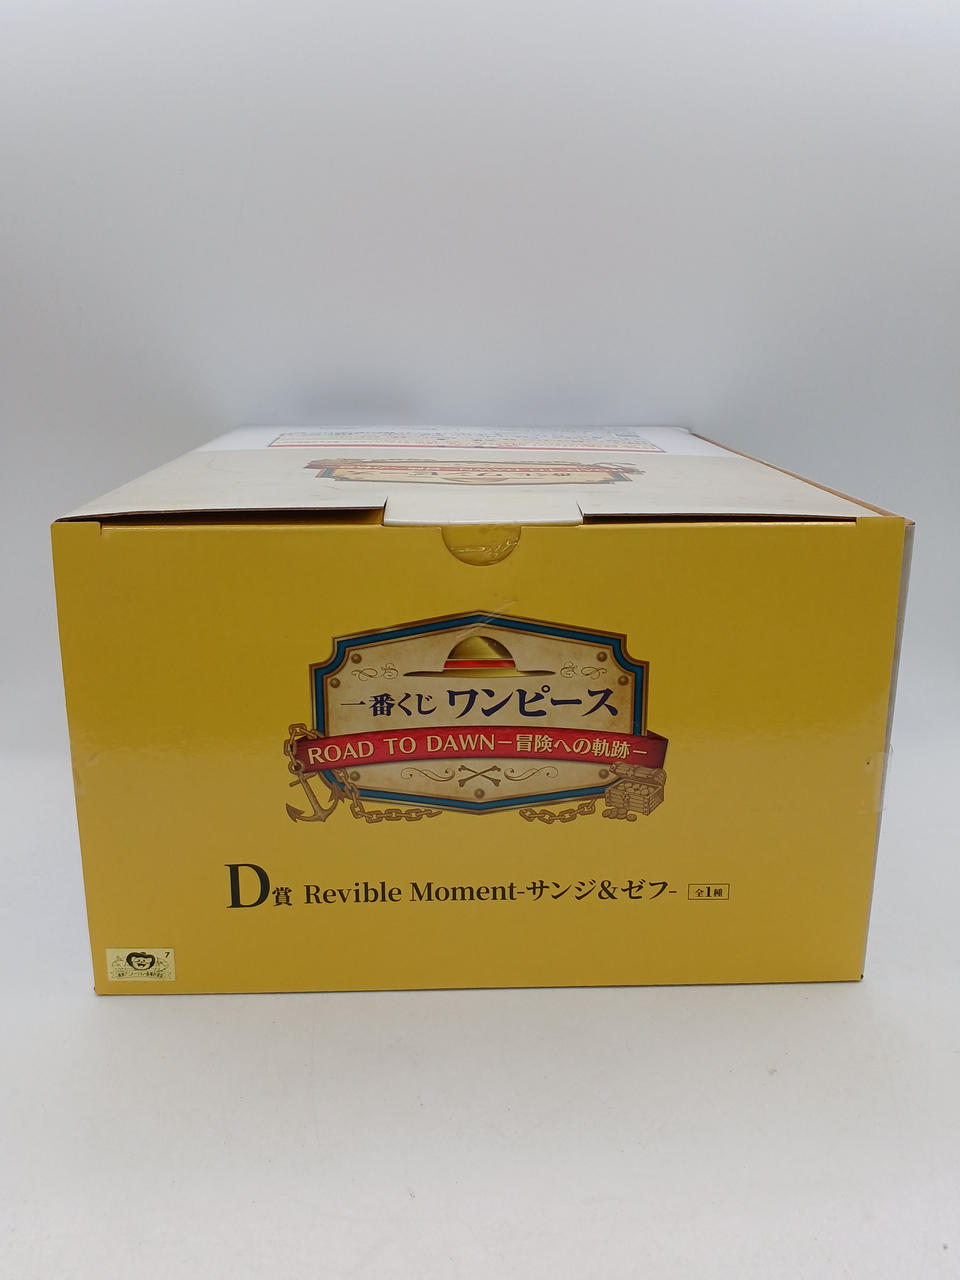 一番くじ ワンピース
ROAD TO DAWN－冒険への軌跡－
D賞 Revible Moment-サンジ&ゼフ- 全1種
7